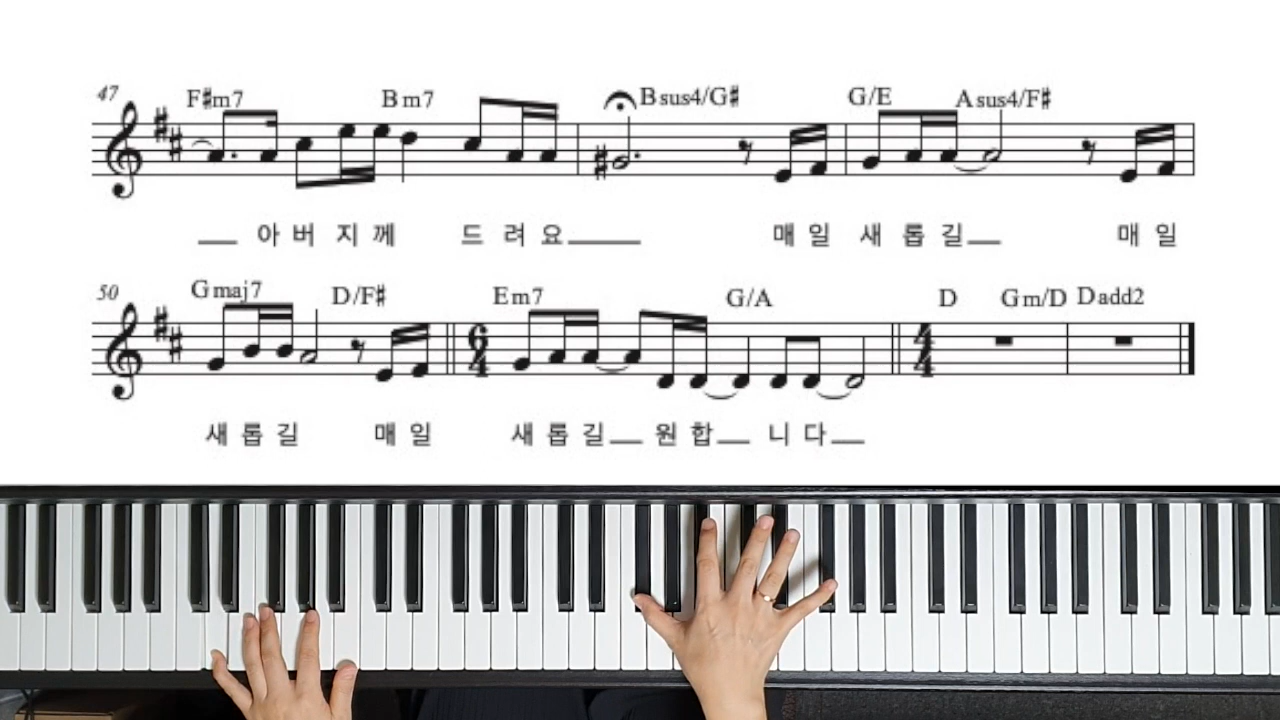 47 F♯m7 Bm7 Bsus4/G♯ G/E Asus4/F♯
아버지께 드려요 매일 새롭길 매일
50 Gmaj7 D/F♯ Em7 G/A D Gm/D Dadd2
6 4 4 4
새롭길 매일 새롭길 원합니다